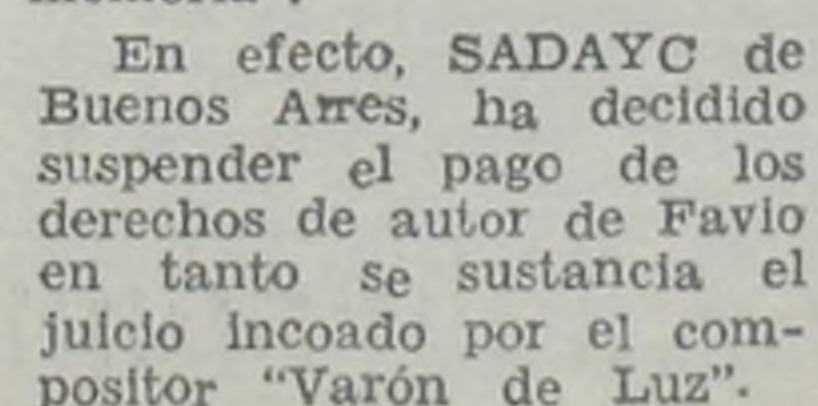 En efecto, SADAYC de
Buenos Aires, ha decidido
suspender el pago de los
derechos de autor de Favio
en tanto se sustancia el
juicio incoado por el com-
positor "Varón de Luz".